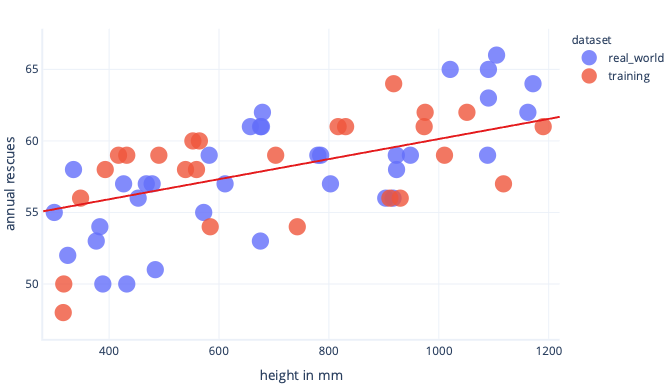 dataset
real_world
training
65
60
55
50
annual rescues
400 600 800 1000 1200
height in mm